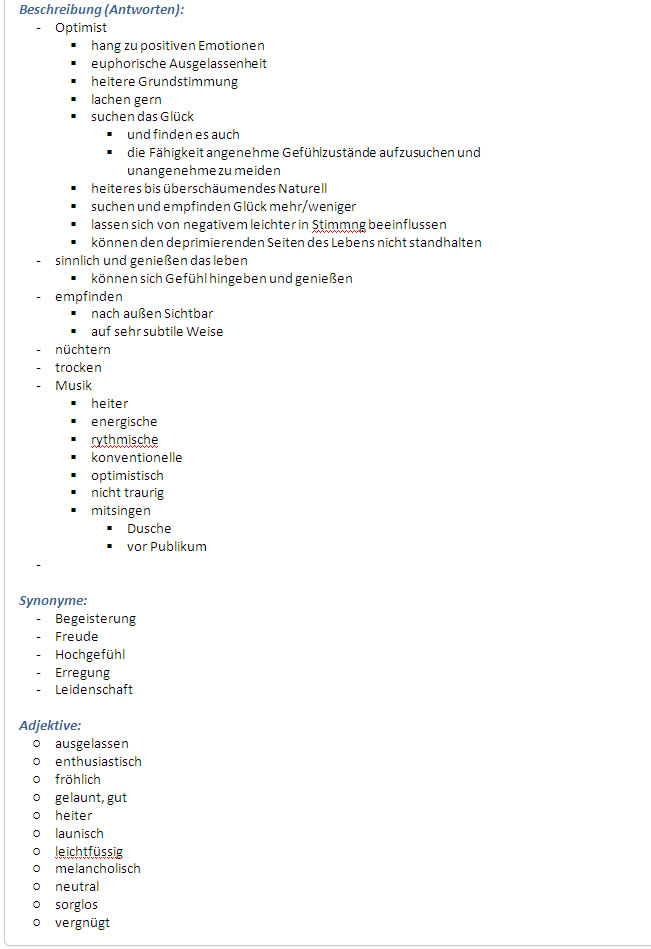 Beschreibung (Antworten):
- Optimist
▪ hang zu positiven Emotionen
▪ euphorische Ausgelassenheit
▪ heitere Grundstimmung
▪ lachen gern
▪ suchen das Glück
▪ und finden es auch
▪ die Fähigkeit angenehme Gefühlzustände aufzusuchen und
unangenehme zu meiden
▪ heiteres bis überschäumendes Naturell
▪ suchen und empfinden Glück mehr/weniger
▪ lassen sich von negativem leichter in Stimmng beeinflussen
▪ können den deprimierenden Seiten des Lebens nicht standhalten
- sinnlich und genießen das leben
▪ können sich Gefühl hingeben und genießen
- empfinden
▪ nach außen Sichtbar
▪ auf sehr subtile Weise
- nüchtern
- trocken
- Musik
▪ heiter
▪ energische
▪ rythmische
▪ konventionelle
▪ optimistisch
▪ nicht traurig
▪ mitsingen
▪ Dusche
▪ vor Publikum
-
Synonyme:
- Begeisterung
- Freude
- Hochgefühl
- Erregung
- Leidenschaft
Adjektive:
o ausgelassen
o enthusiastisch
o fröhlich
o gelaunt, gut
o heiter
o launisch
o leichtfüssig
o melancholisch
o neutral
o sorglos
o vergnügt